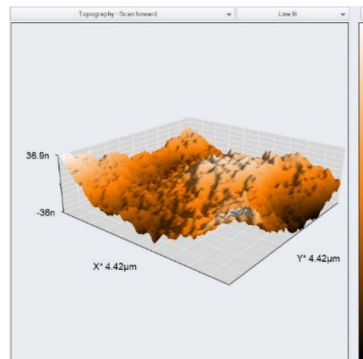 Topography - Scan forward
Line fit
36.9n
-36n
X* 4.42µm
Y* 4.42µm